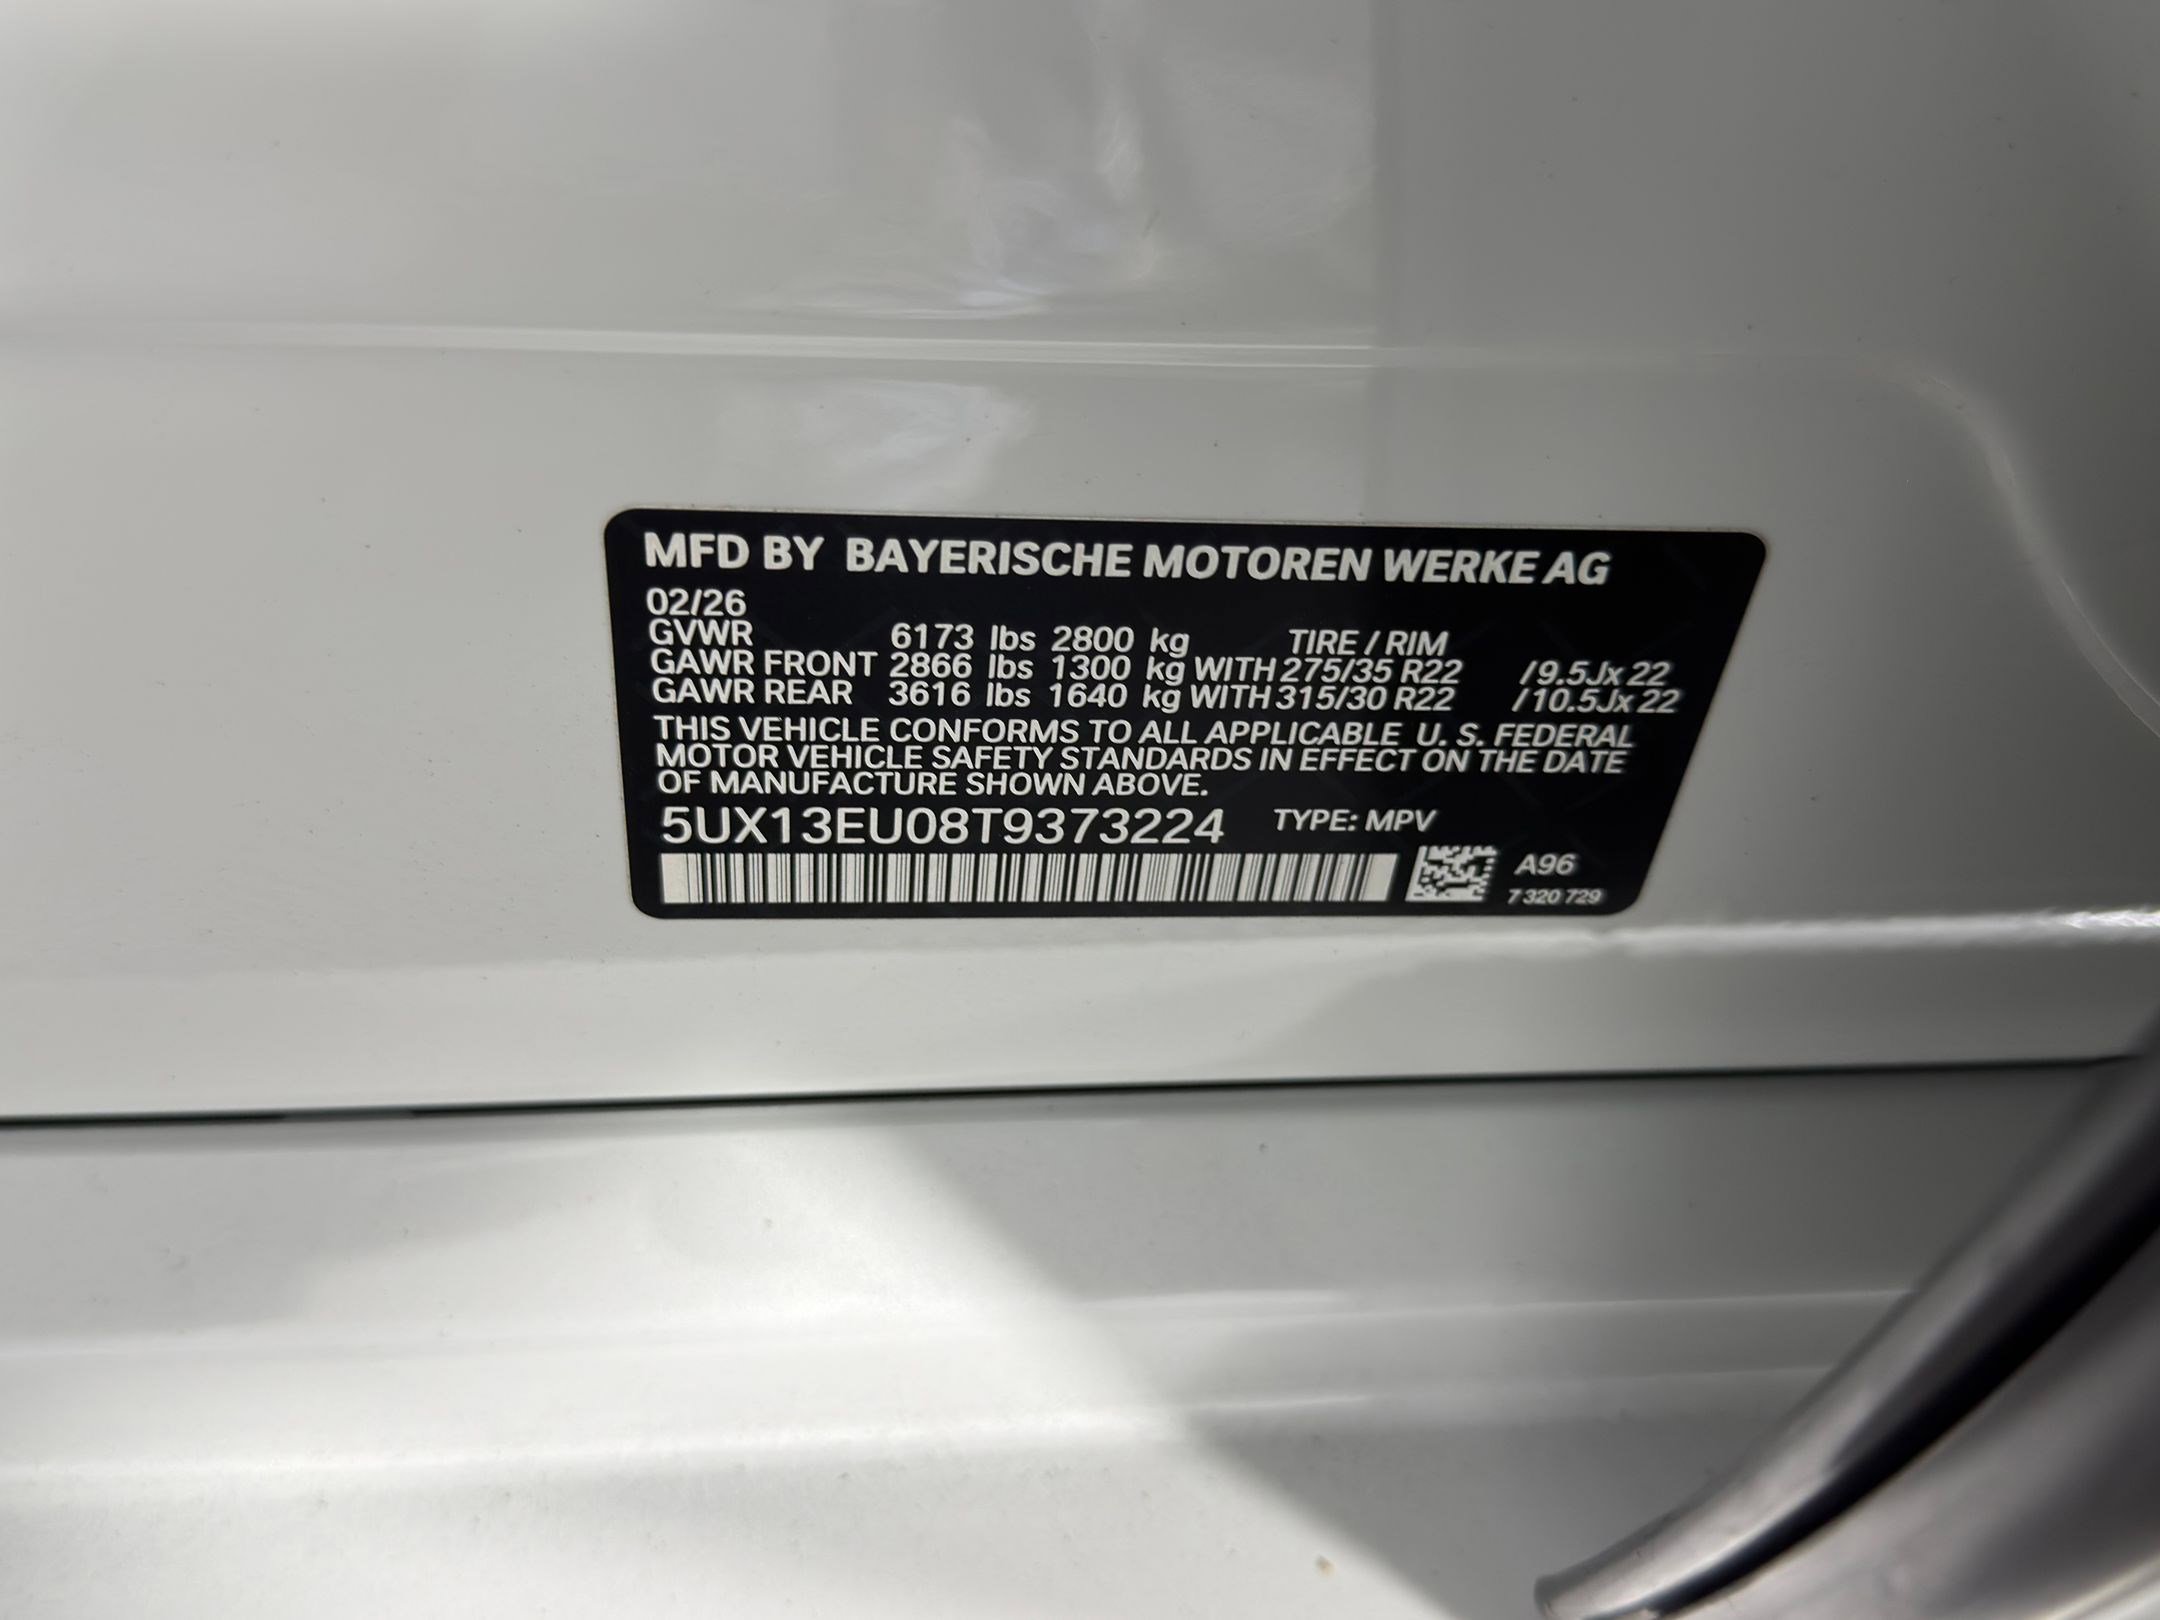 MFD BY BAYERISCHE MOTOREN WERKE AG
02/26
GVWR 6173 lbs 2800 kg TIRE / RIM
GAWR FRONT 2866 lbs 1300 kg WITH 275/35 R22 /9.5Jx 22
GAWR REAR 3616 lbs 1640 kg WITH 315/30 R22 /10.5Jx 22
THIS VEHICLE CONFORMS TO ALL APPLICABLE U. S. FEDERAL
MOTOR VEHICLE SAFETY STANDARDS IN EFFECT ON THE DATE
OF MANUFACTURE SHOWN ABOVE.
5UX13EU08T9373224 TYPE: MPV
A96
7 320 729